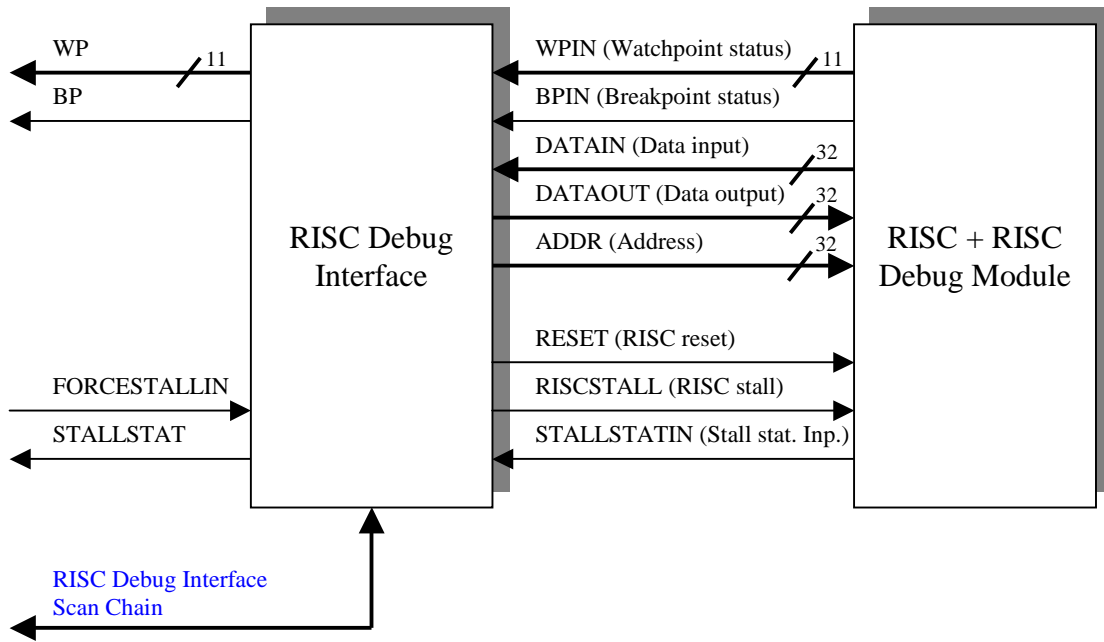 WP
11
BP
FORCESTALLIN
STALLSTAT
RISC Debug
Interface
WPIN (Watchpoint status)
11
BPIN (Breakpoint status)
DATAIN (Data input)
32
DATAOUT (Data output)
32
ADDR (Address)
32
RESET (RISC reset)
RISCSTALL (RISC stall)
STALLSTATIN (Stall stat. Inp.)
RISC + RISC
Debug Module
RISC Debug Interface
Scan Chain